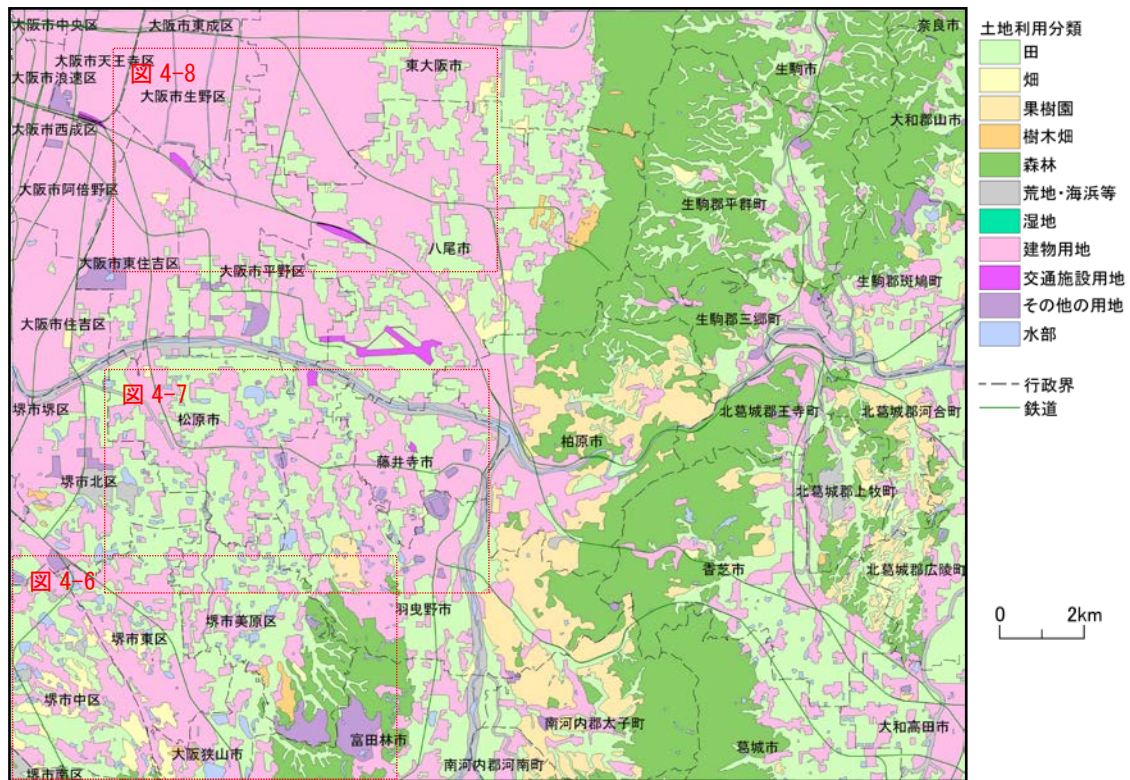 大阪市中央区
大阪市東成区
奈良市
大阪市天王寺区
東大阪市
生駒市
図 4-8
大阪市浪速区
大阪市生野区
大和郡山市
大阪市西成区
大阪市阿倍野区
生駒郡平群町
八尾市
大阪市東住吉区
大阪市平野区
生駒郡斑鳩町
大阪市住吉区
生駒郡三郷町
図 4-7
堺市堺区
松原市
北葛城郡王寺町
北葛城郡河合町
柏原市
藤井寺市
堺市北区
北葛城郡上牧町
図 4-6
香芝市
北葛城郡広陵町
羽曳野市
堺市美原区
堺市東区
堺市中区
南河内郡太子町
大和高田市
大阪狭山市
富田林市
葛城市
南河内郡河南町
堺市南区
土地利用分類
田
畑
果樹園
樹木畑
森林
荒地・海浜等
湿地
建物用地
交通施設用地
その他の用地
水部
行政界
鉄道
0 2km